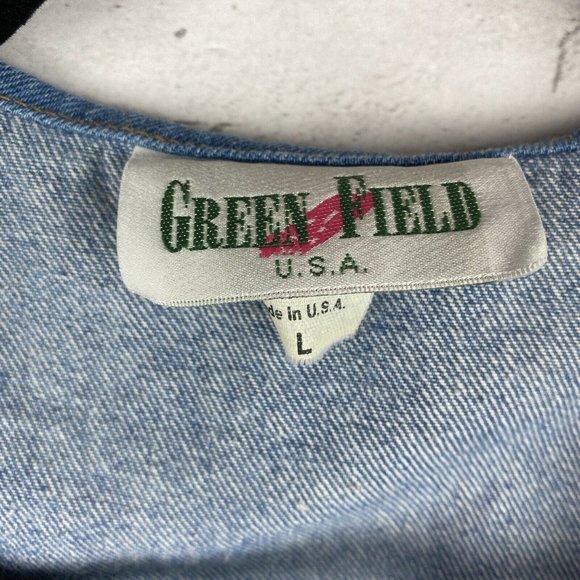 GREEN FIELD
U.S.A.
de in U.S.A.
L